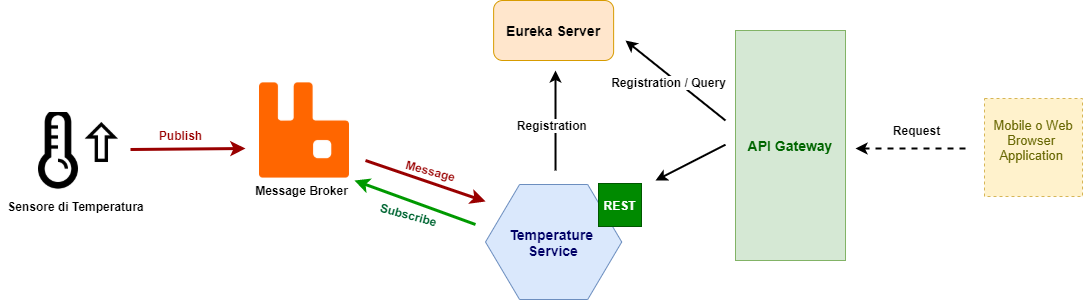 Eureka Server
Registration / Query
Registration
Publish
Message Broker
Message
Subscribe
Sensore di Temperatura
REST
Temperature
Service
API Gateway
Request
Mobile o Web
Browser
Application